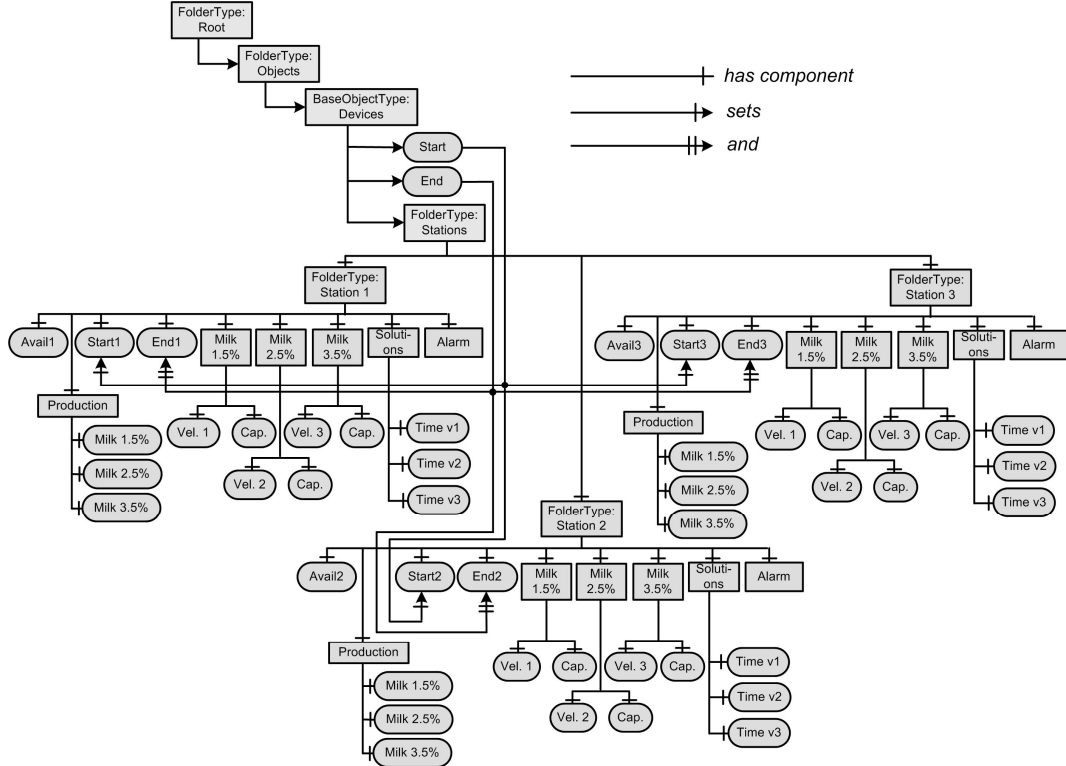 FolderType:
Root
FolderType:
Objects
BaseObjectType:
Devices
Start
End
FolderType:
Stations
has component
sets
and
FolderType:
Station 1
Avail1
Start1
End1
Milk
1.5%
Milk
2.5%
Milk
3.5%
Soluti-
ons
Alarm
Production
Milk 1.5%
Milk 2.5%
Milk 3.5%
Vel. 1
Cap.
Vel. 2
Cap.
Vel. 3
Cap.
Time v1
Time v2
Time v3
FolderType:
Station 3
Avail3
Start3
End3
Milk
1.5%
Milk
2.5%
Milk
3.5%
Soluti-
ons
Alarm
Production
Milk 1.5%
Milk 2.5%
Milk 3.5%
Vel. 1
Cap.
Vel. 2
Cap.
Vel. 3
Cap.
Time v1
Time v2
Time v3
FolderType:
Station 2
Avail2
Start2
End2
Milk
1.5%
Milk
2.5%
Milk
3.5%
Soluti-
ons
Alarm
Production
Milk 1.5%
Milk 2.5%
Milk 3.5%
Vel. 1
Cap.
Vel. 2
Cap.
Vel. 3
Cap.
Time v1
Time v2
Time v3